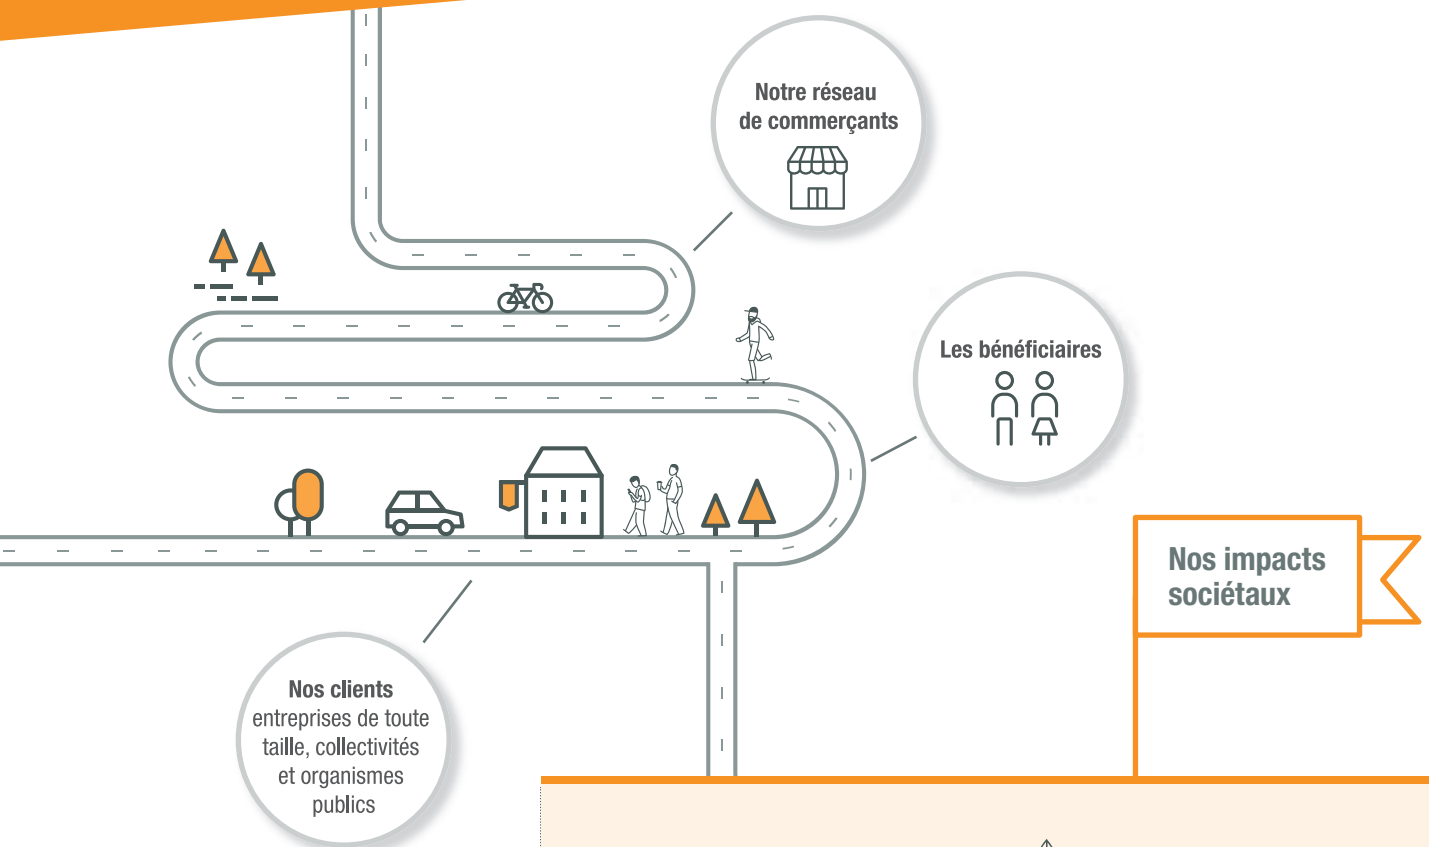 Notre réseau
de commerçants
Les bénéficiaires
Nos impacts
sociétaux
Nos clients
entreprises de toute
taille, collectivités
et organismes
publics